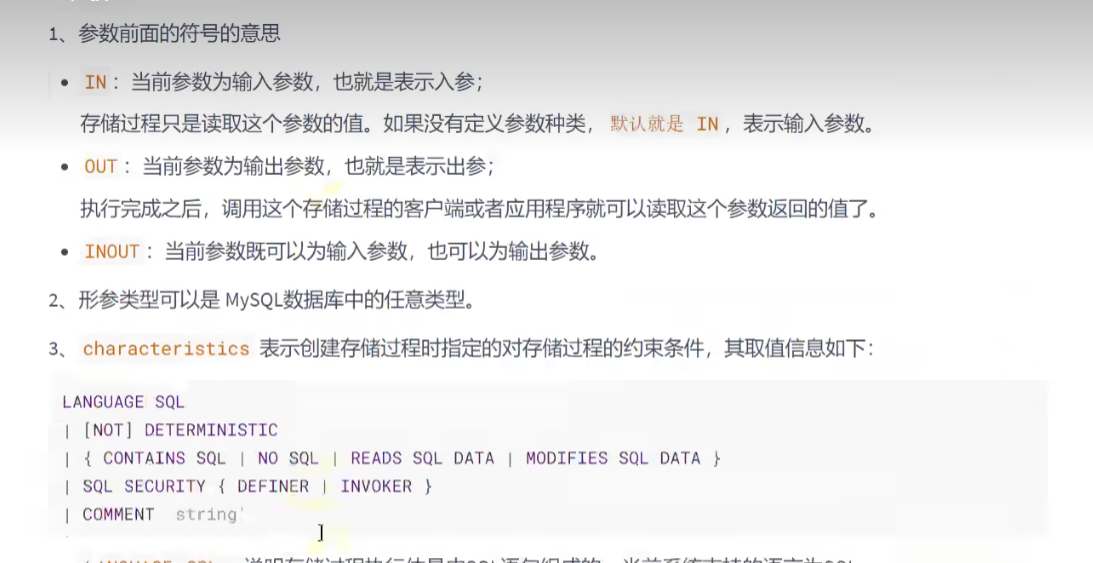 1、参数前面的符号的意思
• IN ：当前参数为输入参数，也就是表示入参；
存储过程只是读取这个参数的值。如果没有定义参数种类， 默认就是 IN ，表示输入参数。
• OUT ：当前参数为输出参数，也就是表示出参；
执行完成之后，调用这个存储过程的客户端或者应用程序就可以读取这个参数返回的值了。
• INOUT ：当前参数既可以为输入参数，也可以为输出参数。
2、形参类型可以是 MySQL数据库中的任意类型。
3、 characteristics 表示创建存储过程时指定的对存储过程的约束条件，其取值信息如下：
LANGUAGE SQL
| [NOT] DETERMINISTIC
| { CONTAINS SQL | NO SQL | READS SQL DATA | MODIFIES SQL DATA }
| SQL SECURITY { DEFINER | INVOKER }
| COMMENT string'